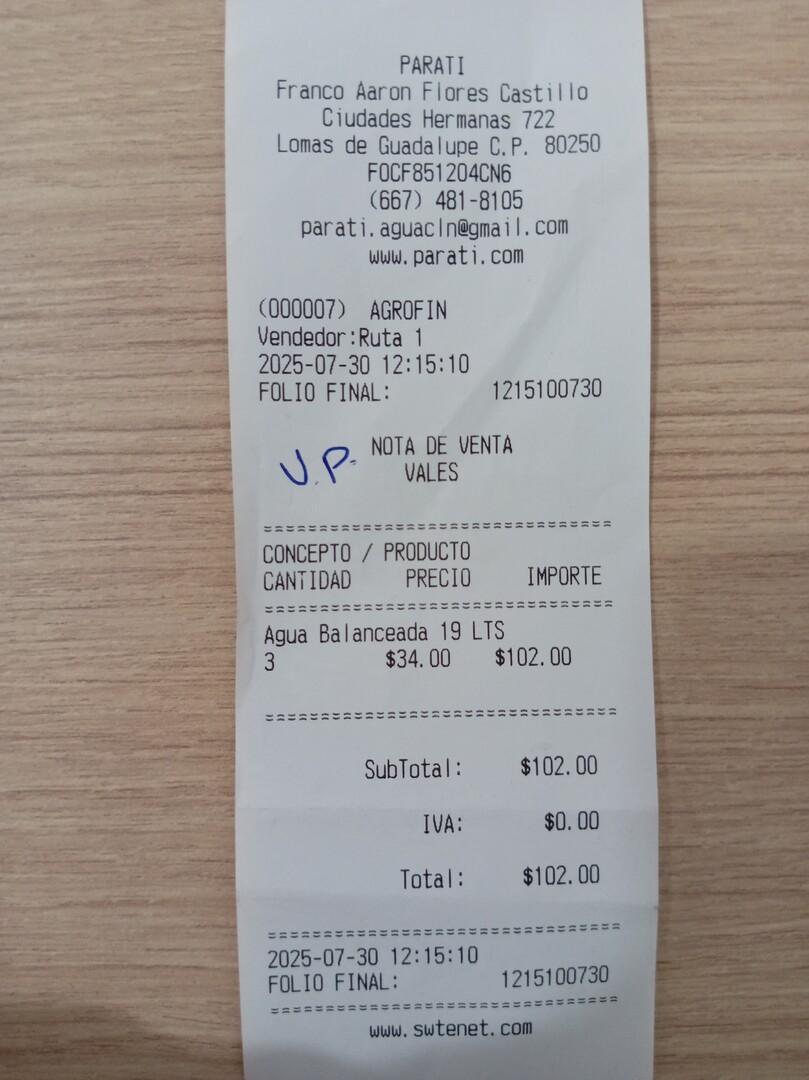 PARATI
Franco Aaron Flores Castillo
Ciudades Hermanas 722
Lomas de Guadalupe C.P. 80250
FOCF851204CN6
(667) 481-8105
parati.aguacln@gmail.com
www.parati.com
(000007) AGROFIN
Vendedor:Ruta 1
2025-07-30 12:15:10
FOLIO FINAL: 1215100730
NOTA DE VENTA
V.P. VALES
===============================
CONCEPTO / PRODUCTO
CANTIDAD PRECIO IMPORTE
===============================
Agua Balanceada 19 LTS
3 $34.00 $102.00
===============================
SubTotal: $102.00
IVA: $0.00
Total: $102.00
===============================
2025-07-30 12:15:10
FOLIO FINAL: 1215100730
===============================
www.swtenet.com